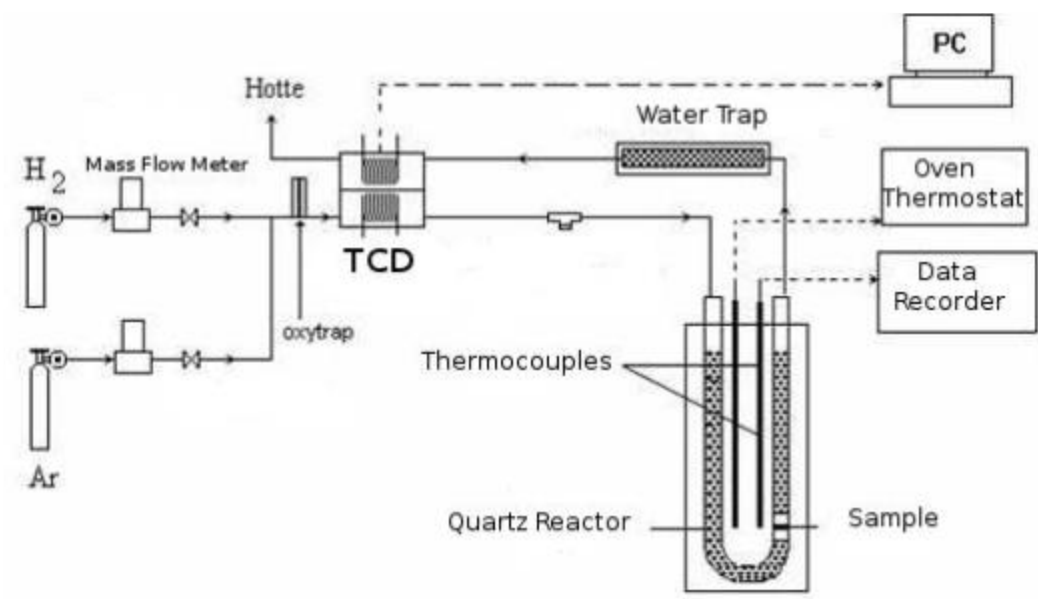 PC
Hotte
Water Trap
Mass Flow Meter
H2
Oven
Thermostat
TCD
Data
Recorder
oxytrap
Thermocouples
Ar
Quartz Reactor
Sample